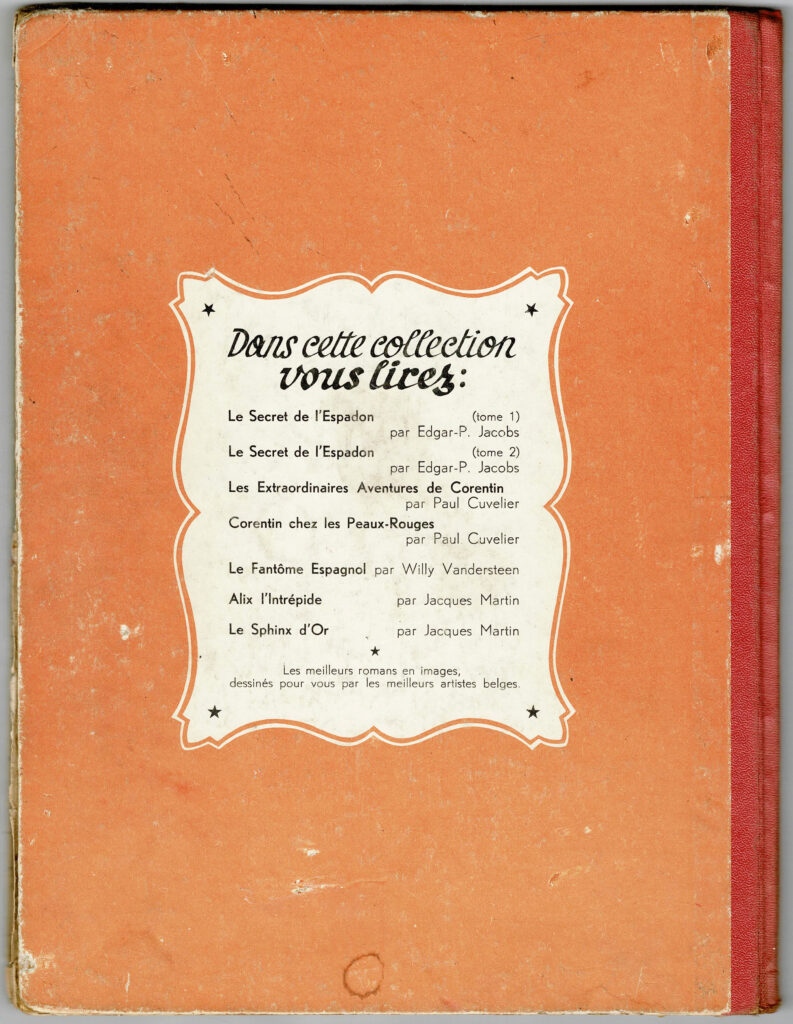 Dans cette collection
vous lirez:
Le Secret de l'Espadon (tome 1)
par Edgar-P. Jacobs
Le Secret de l'Espadon (tome 2)
par Edgar-P. Jacobs
Les Extraordinaires Aventures de Corentin
par Paul Cuvelier
Corentin chez les Peaux-Rouges
par Paul Cuvelier
Le Fantôme Espagnol par Willy Vandersteen
Alix l'Intrépide par Jacques Martin
Le Sphinx d'Or par Jacques Martin
Les meilleurs romans en images,
dessinés pour vous par les meilleurs artistes belges.